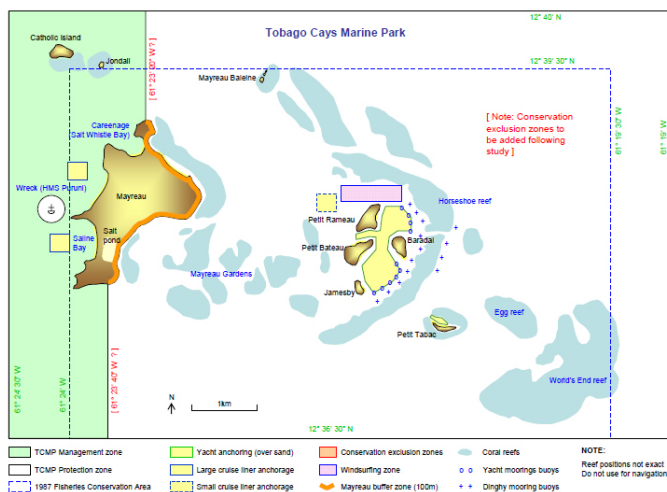 Tobago Cays Marine Park
12° 40' N
Catholic Island
Jondall
[ 61° 23' 20" W ? ]
12° 39' 30" N
Mayreau Baleine
Careenage
(Salt Whistle Bay)
[ Note: Conservation
exclusion zones to
be added following
study ]
61° 19' 30" W
61° 19' W
Wreck (HMS Puruni)
Mayreau
Horseshoe reef
Petit Rameau
Salt
pond
Saline
Bay
Petit Bateau
Baradal
Mayreau Gardens
Jamesby
Egg reef
Petit Tabac
World's End reef
61° 24' 30" W
61° 24' W
[ 61° 23' 40" W ? ]
N
1km
12° 36' 30" N
TCMP Management zone
Yacht anchoring (over sand)
Conservation exclusion zones
Coral reefs
NOTE:
TCMP Protection zone
Large cruise liner anchorage
Windsurfing zone
Yacht moorings buoys
Reef positions not exact
Do not use for navigation
1987 Fisheries Conservation Area
Small cruise liner anchorage
Mayreau buffer zone (100m)
Dinghy mooring buoys